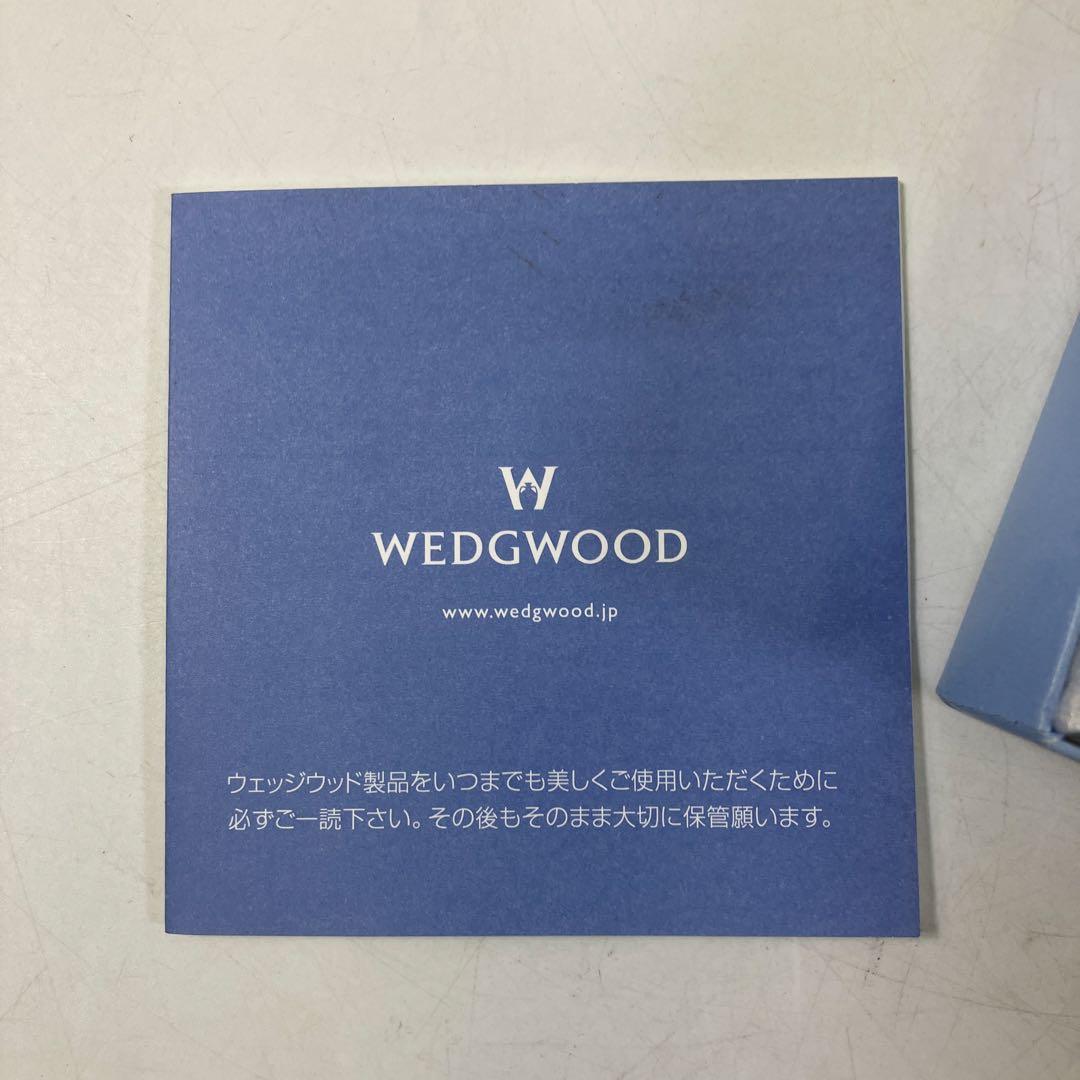 W
WEDGWOOD
www.wedgwood.jp
ウェッジウッド製品をいつまでも美しくご使用いただくために
必ずご一読下さい。その後もそのまま大切に保管願います。